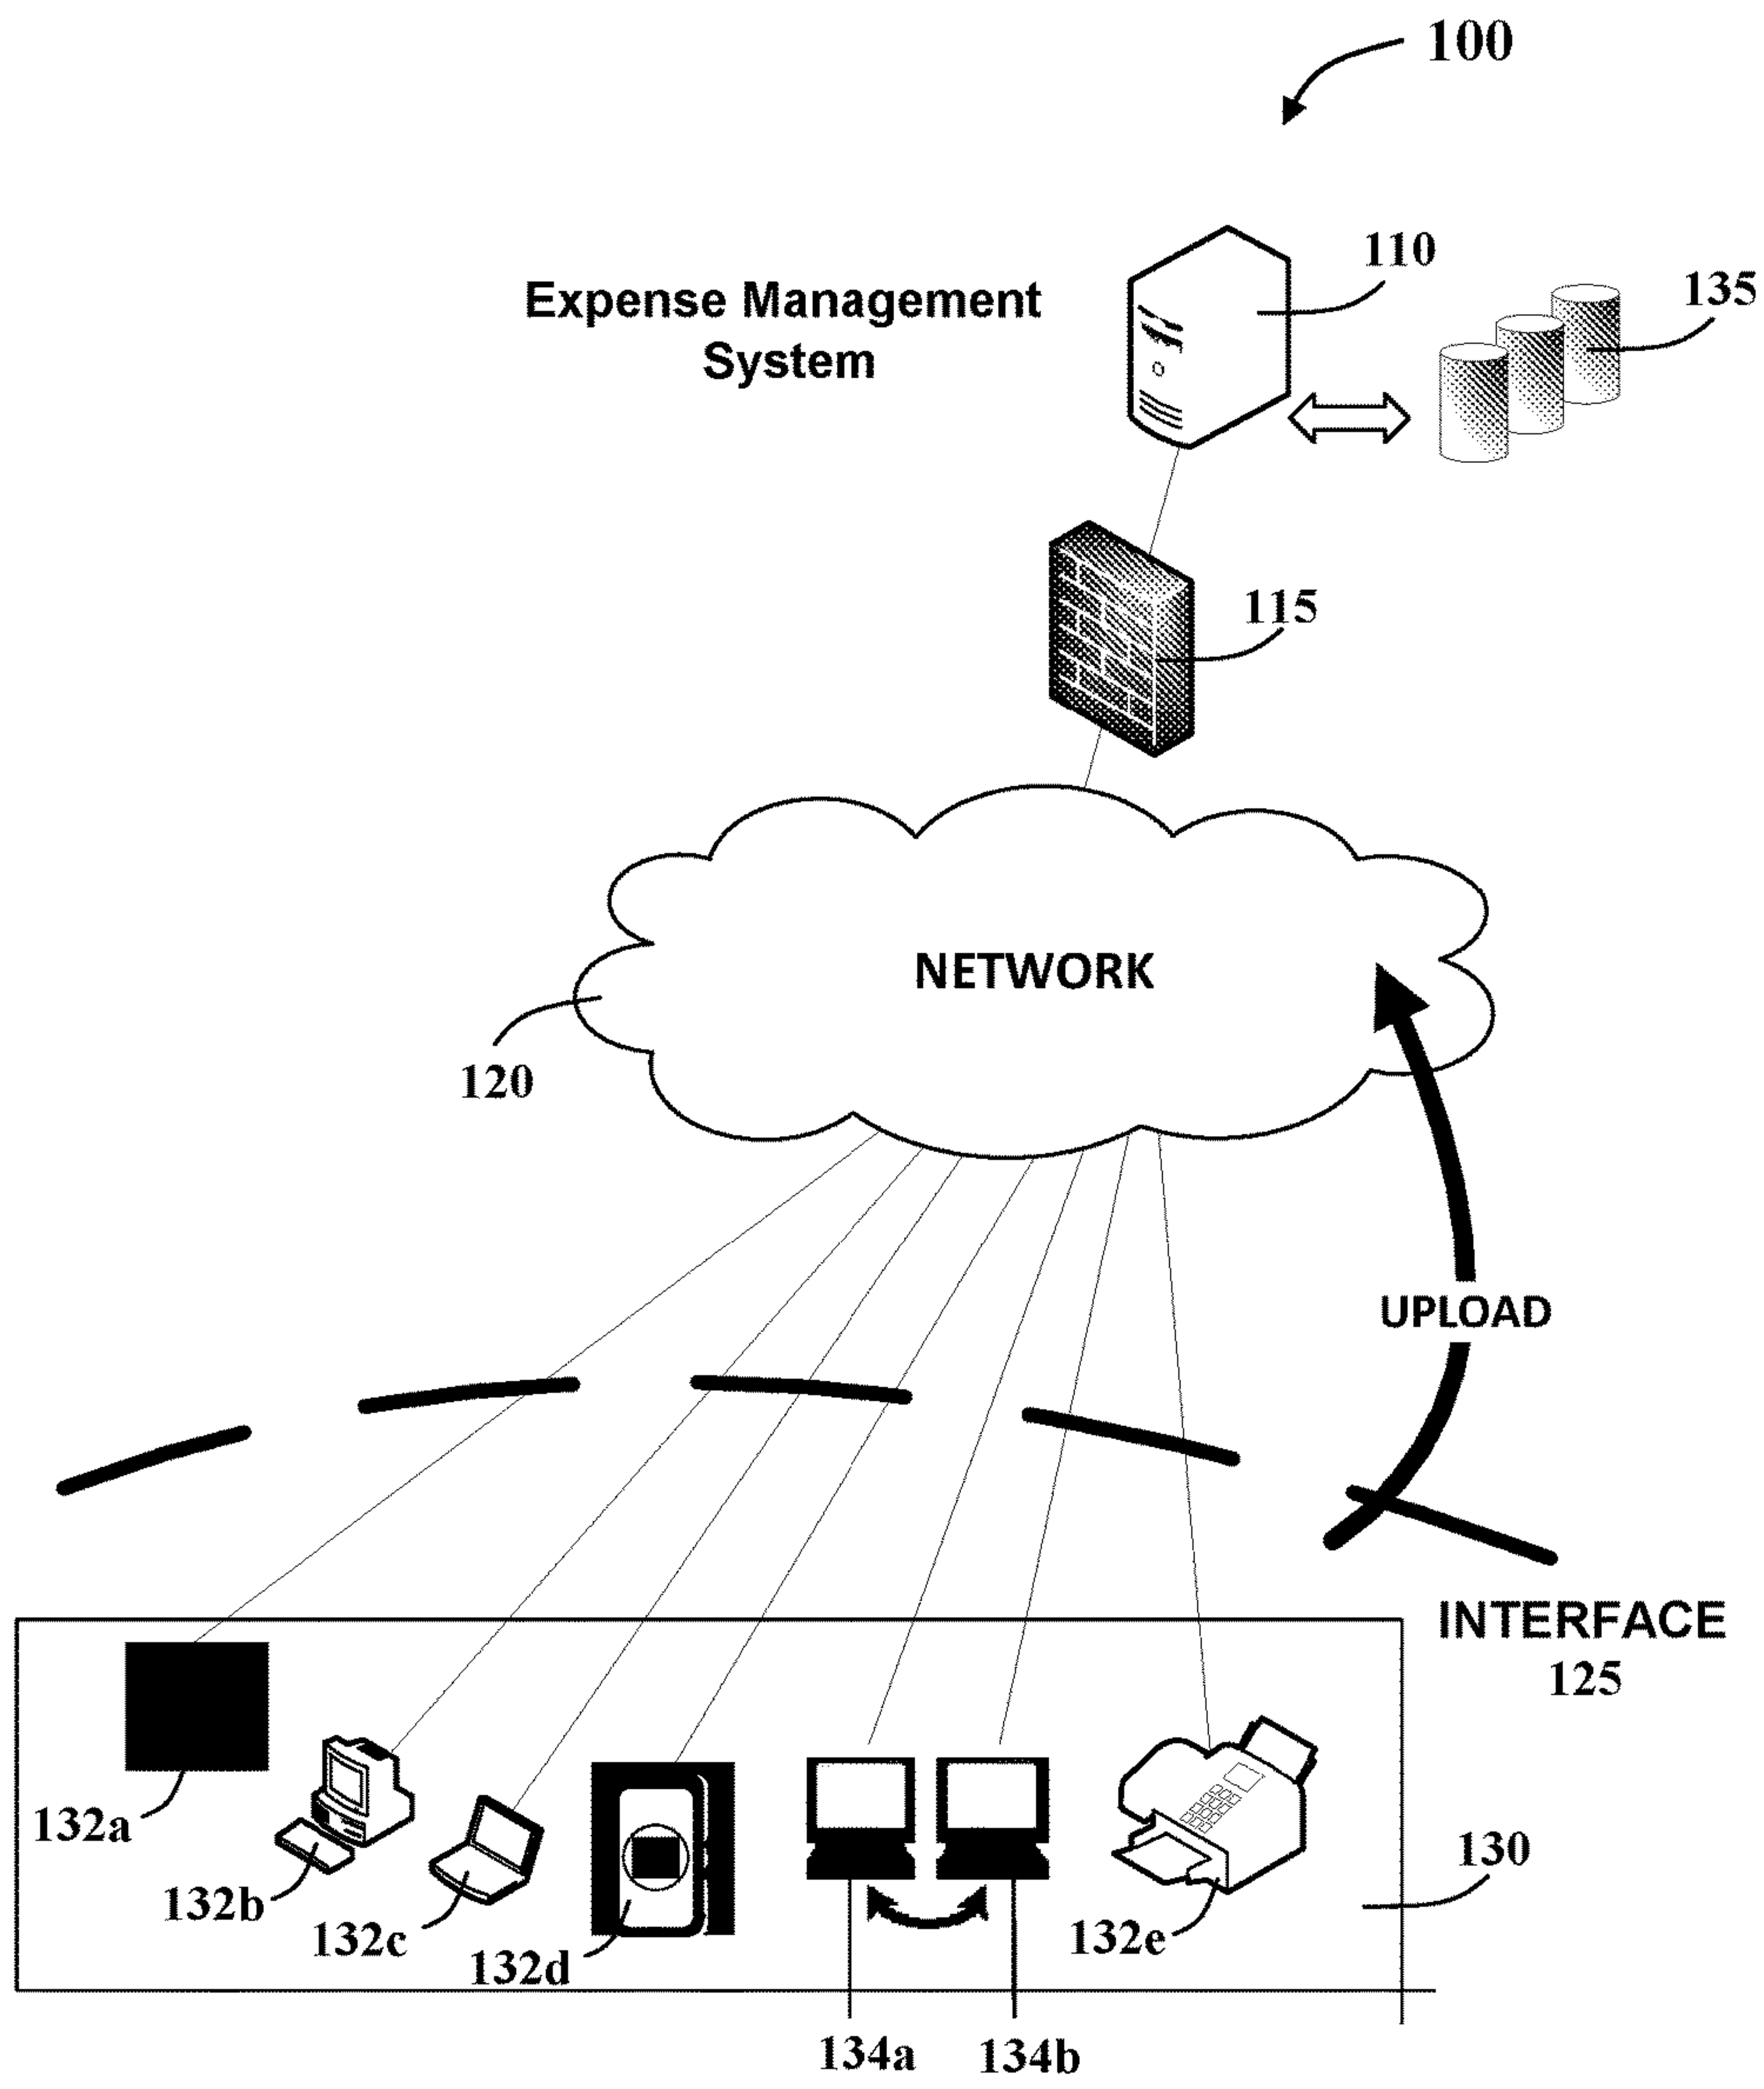 100
110
135
Expense Management
System
115
NETWORK
120
UPLOAD
INTERFACE
125
132a
132b
132c
132d
132e
130
134a
134b